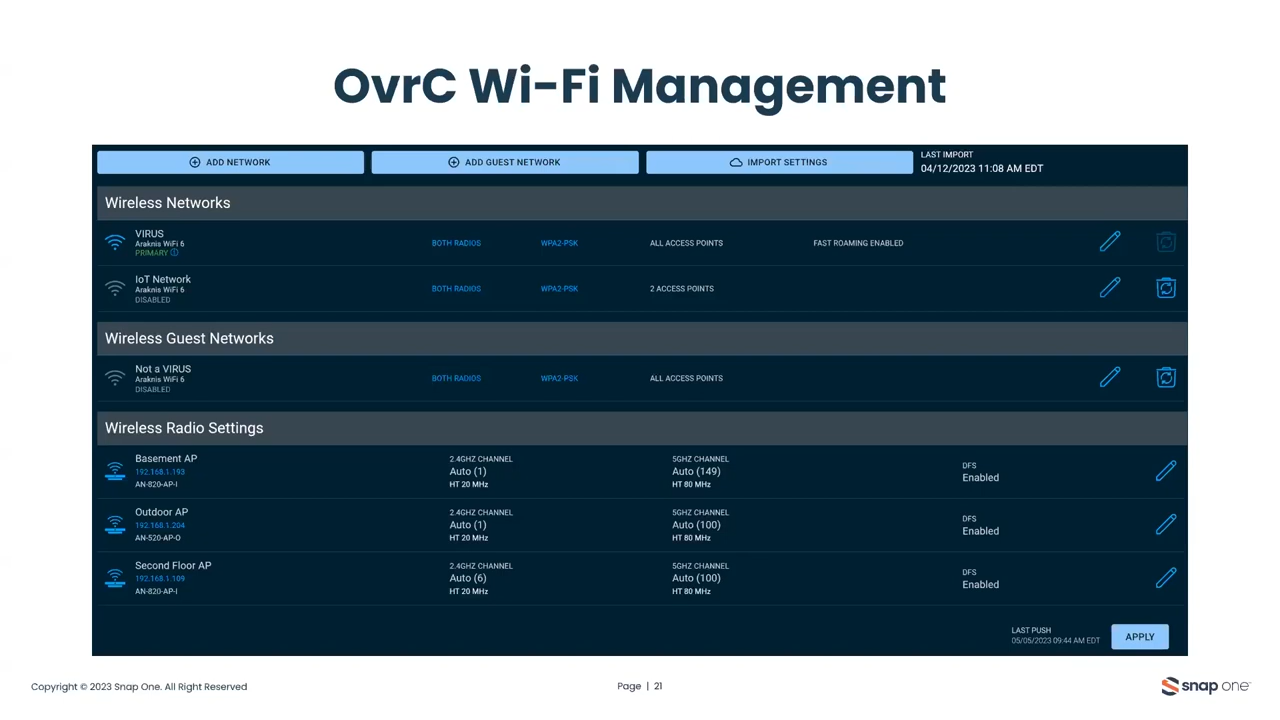 OvrC Wi-Fi Management
ADD NETWORK
ADD GUEST NETWORK
IMPORT SETTINGS
LAST IMPORT
04/12/2023 11:08 AM EDT
Wireless Networks
VIRUS
Araknis WiFi 6
PRIMARY
BOTH RADIOS
WPA2-PSK
ALL ACCESS POINTS
FAST ROAMING ENABLED
IoT Network
Araknis WiFi 6
DISABLED
BOTH RADIOS
WPA2-PSK
2 ACCESS POINTS
Wireless Guest Networks
Not a VIRUS
Araknis WiFi 6
DISABLED
BOTH RADIOS
WPA2-PSK
ALL ACCESS POINTS
Wireless Radio Settings
Basement AP
192.168.1.193
AN-820-AP-I
2.4GHZ CHANNEL
Auto (1)
HT 20 MHz
5GHZ CHANNEL
Auto (149)
HT 80 MHz
DFS
Enabled
Outdoor AP
192.168.1.204
AN-520-AP-O
2.4GHZ CHANNEL
Auto (1)
HT 20 MHz
5GHZ CHANNEL
Auto (100)
HT 80 MHz
DFS
Enabled
Second Floor AP
192.168.1.109
AN-820-AP-I
2.4GHZ CHANNEL
Auto (6)
HT 20 MHz
5GHZ CHANNEL
Auto (100)
HT 80 MHz
DFS
Enabled
LAST PUSH
05/05/2023 09:44 AM EDT
APPLY
Copyright © 2023 Snap One. All Right Reserved
Page | 21
snap one